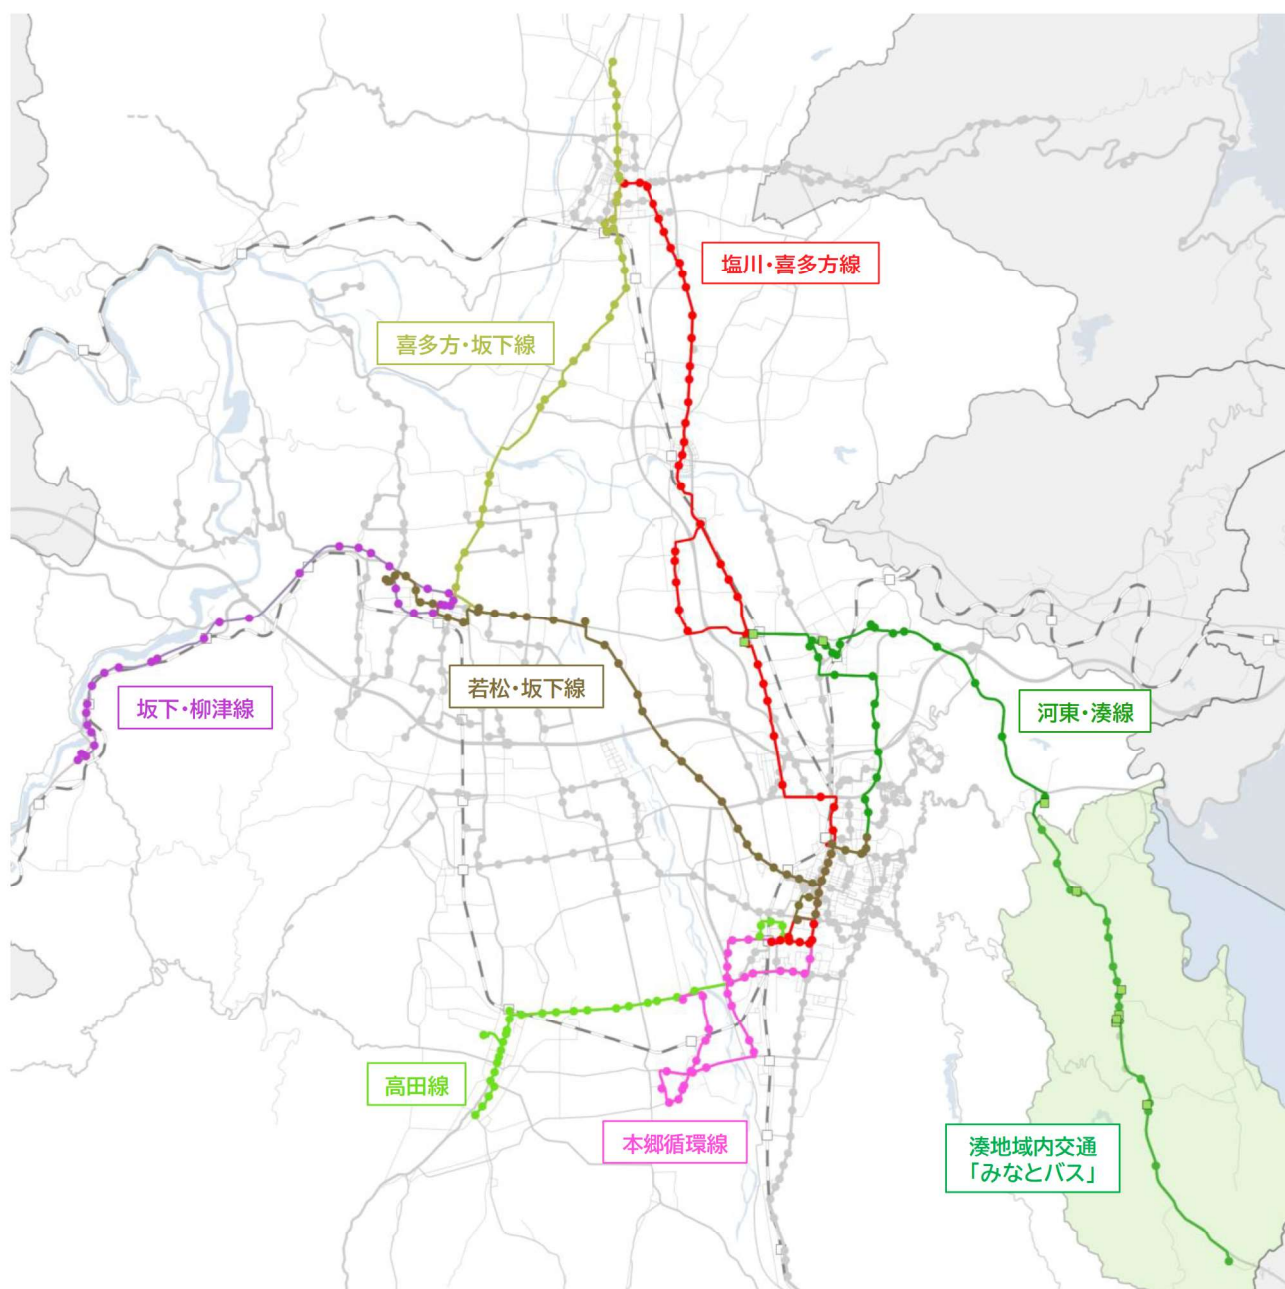 塩川・喜多方線
喜多方・坂下線
若松・坂下線
坂下・柳津線
河東・湊線
高田線
本郷循環線
湊地域内交通
「みなとバス」